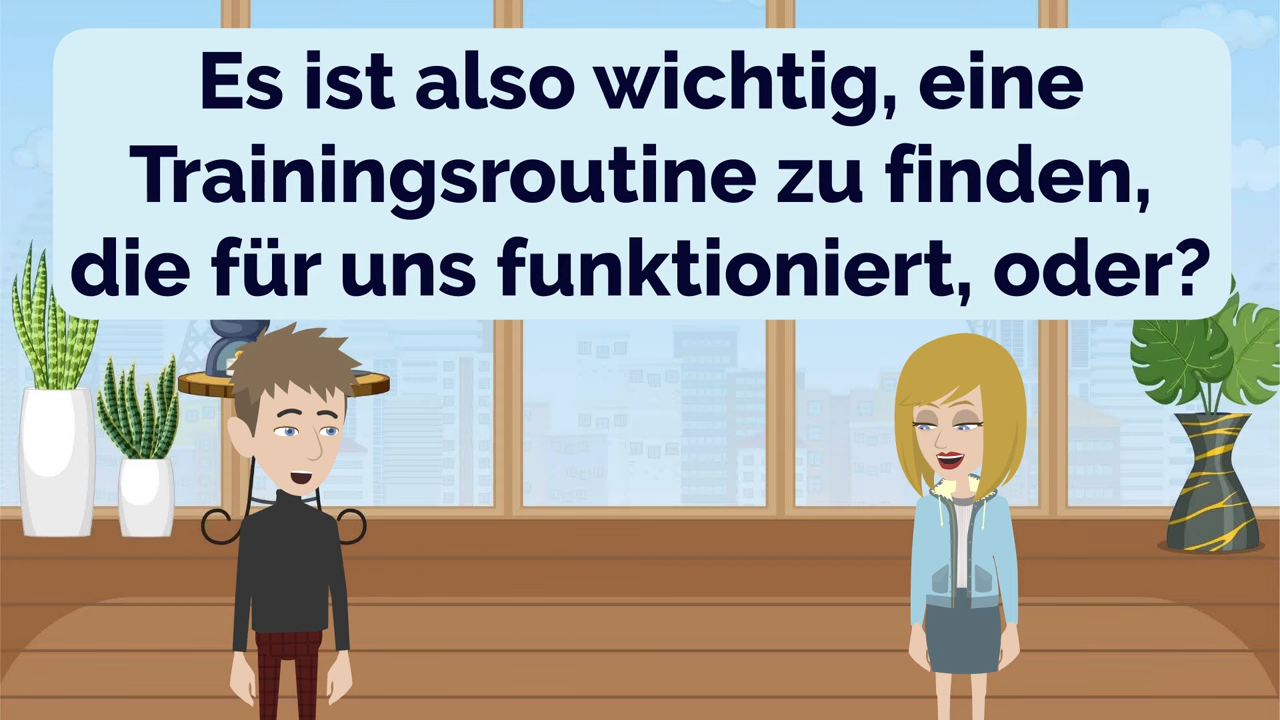 Es ist also wichtig, eine
Trainingsroutine zu finden,
die für uns funktioniert, oder?